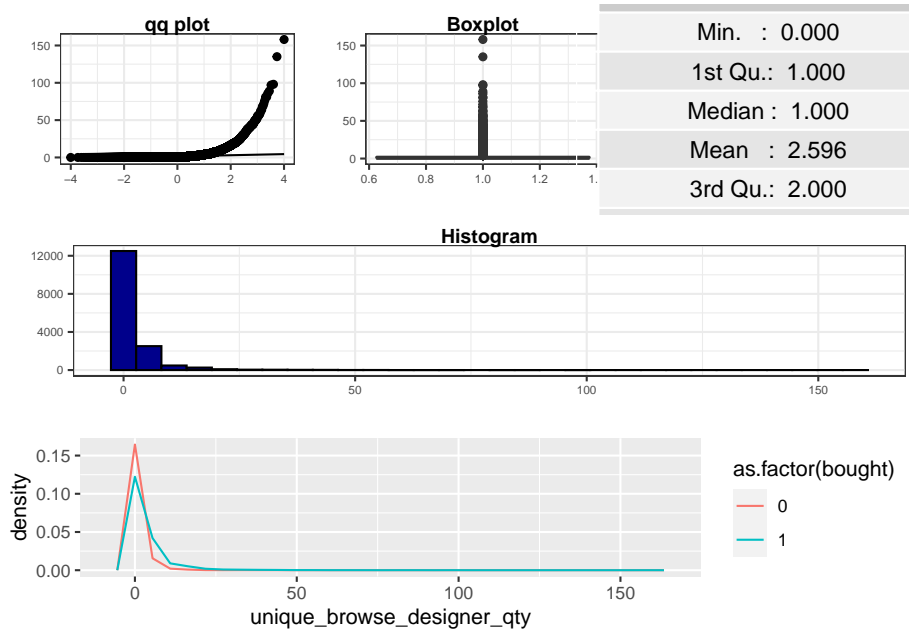 qq plot
150
100
50
0
−4 −2 0 2 4
Boxplot
150
100
50
0
0.6 0.8 1.0 1.2
Min. : 0.000
1st Qu.: 1.000
Median : 1.000
Mean : 2.596
3rd Qu.: 2.000
Histogram
12000
8000
4000
0
0 50 100 150
0.15
0.10
0.05
0.00
density
0 50 100 150
unique_browse_designer_qty
as.factor(bought)
0
1